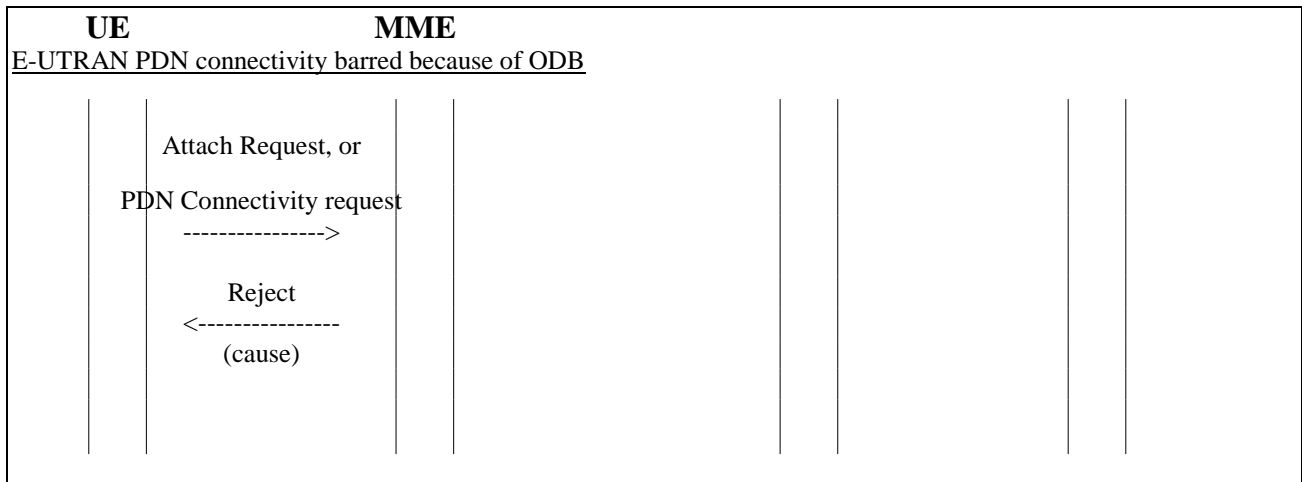 UE MME
E-UTRAN PDN connectivity barred because of ODB
Attach Request, or
PDN Connectivity request
---------------->
Reject
<----------------
(cause)